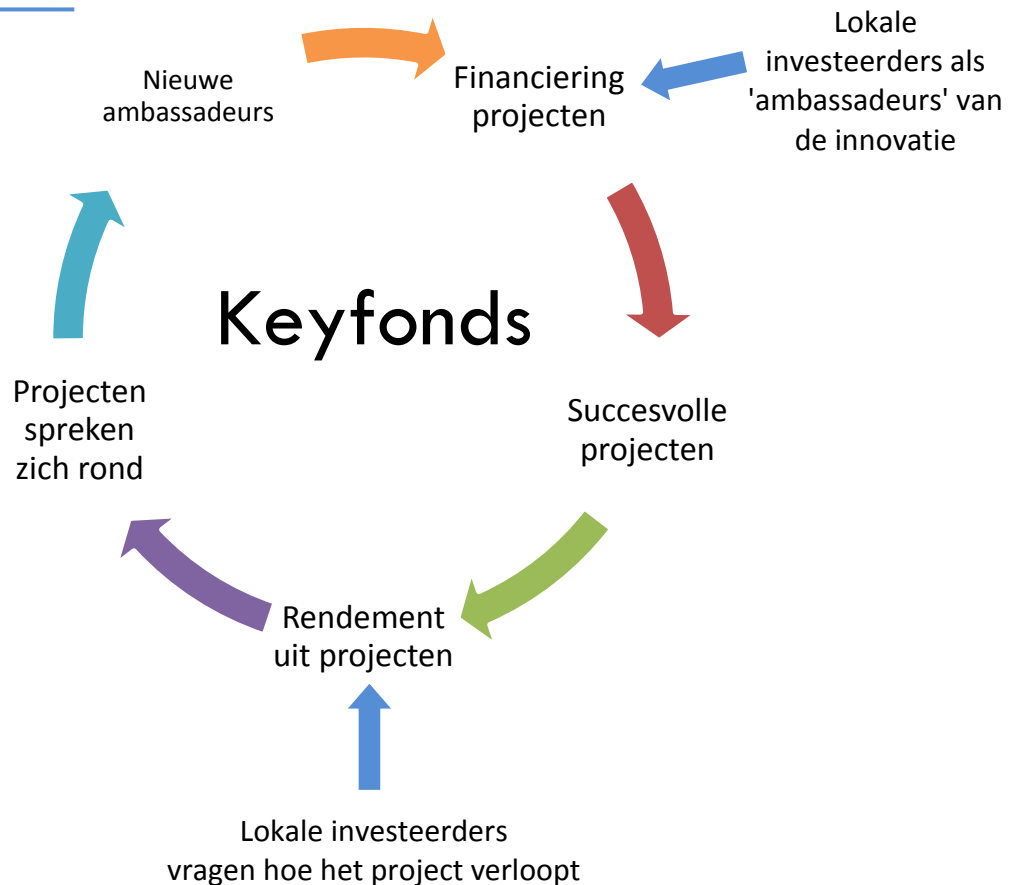 Lokale
investeerders als
'ambassadeurs' van
de innovatie
Financiering
projecten
Nieuwe
ambassadeurs
Keyfonds
Succesvolle
projecten
Projecten
spreken
zich rond
Rendement
uit projecten
Lokale investeerders
vragen hoe het project verloopt